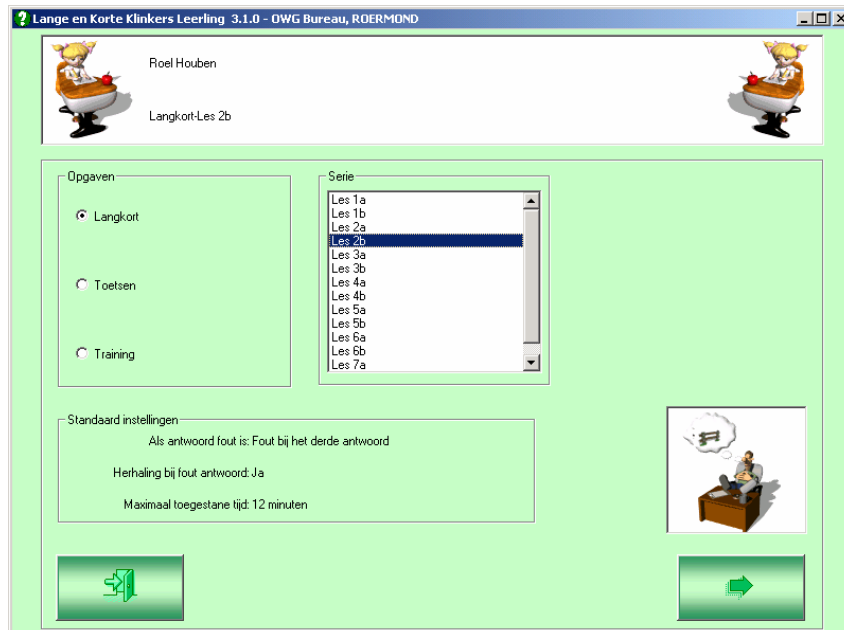 Lange en Korte Klinkers Leerling 3.1.0 - OWG Bureau, ROERMOND
Roel Houben
Langkort-Les 2b
Opgaven
Langkort
Toetsen
Training
Serie
Les 1a
Les 1b
Les 2a
Les 2b
Les 3a
Les 3b
Les 4a
Les 4b
Les 5a
Les 5b
Les 6a
Les 6b
Les 7a
Standaard instellingen
Als antwoord fout is: Fout bij het derde antwoord
Herhaling bij fout antwoord: Ja
Maximaal toegestane tijd: 12 minuten